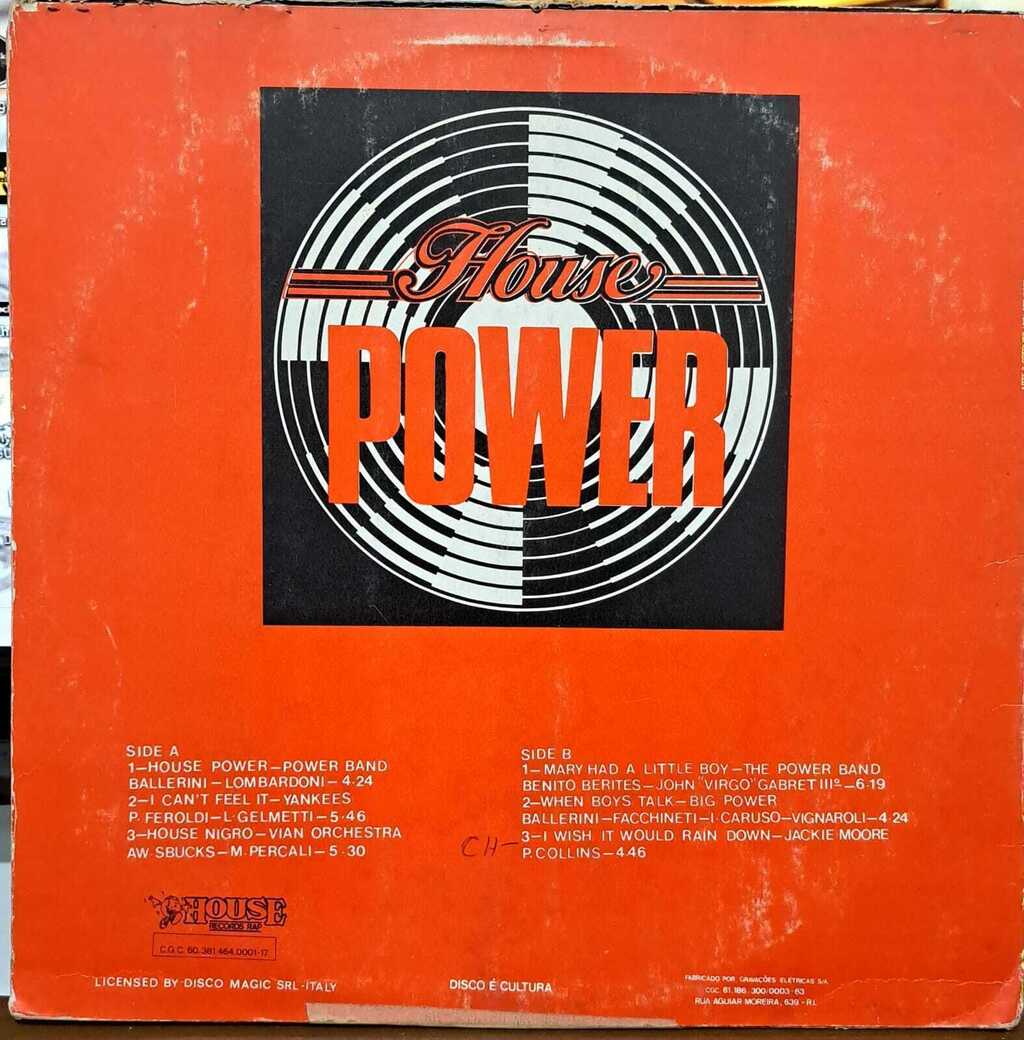 House
POWER
SIDE A
1—HOUSE POWER—POWER BAND
BALLERINI—LOMBARDONI—4·24
2—I CAN'T FEEL IT—YANKEES
P. FEROLDI—L·GELMETTI—5·46
3—HOUSE NIGRO—VIAN ORCHESTRA
AW·SBUCKS—M·PERCALI—5·30
SIDE B
1—MARY HAD A LITTLE BOY—THE POWER BAND
BENITO BERITES—JOHN "VIRGO" GABRET IIIº—6·19
2—WHEN BOYS TALK—BIG POWER
BALLERINI—FACCHINETI—I·CARUSO—VIGNAROLI—4·24
3—I WISH IT WOULD RAIN DOWN—JACKIE MOORE
P.COLLINS—4·46
CH—
HOUSE
RECORDS RAP
C.G.C. 60.381.464.0001-17
LICENSED BY DISCO MAGIC SRL-ITALY
DISCO É CULTURA
FABRICADO POR GRAVAÇÕES ELETRICAS S/A
CGC 61.186.300/0003-63
RUA AGUIAR MOREIRA, 639 - RJ.